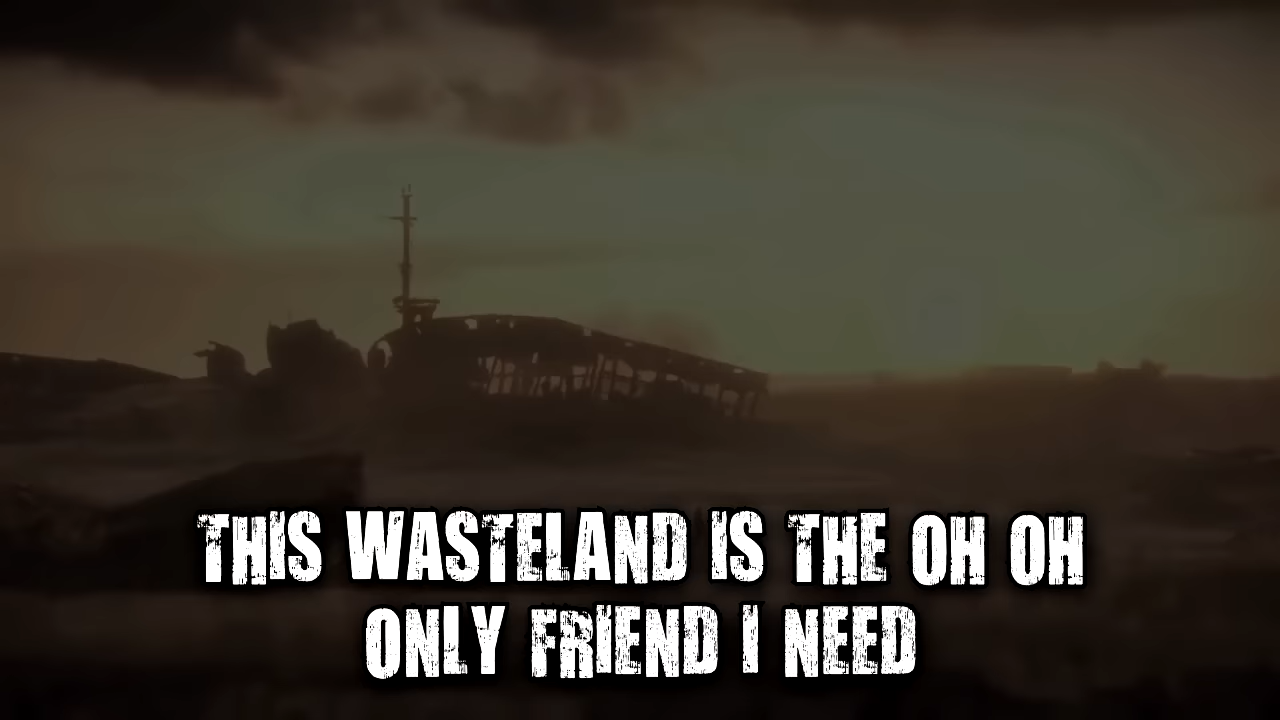 THIS WASTELAND IS THE OH OH
ONLY FRIEND I NEED